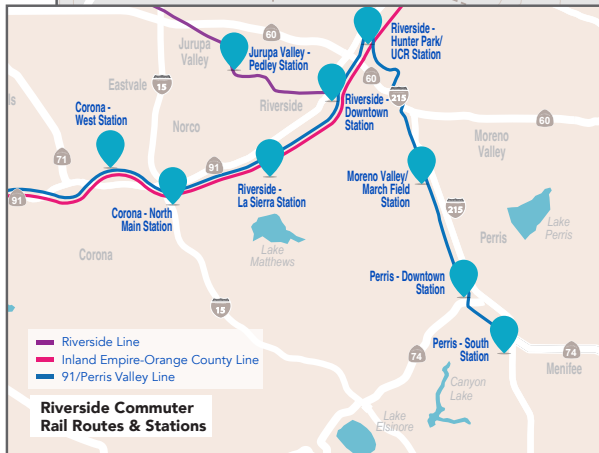 60
Riverside -
Hunter Park/
UCR Station
Jurupa
Valley
Jurupa Valley -
Pedley Station
60
215
Eastvale
15
Riverside
Riverside -
Downtown
Station
60
Corona -
West Station
Norco
Moreno
Valley
71
91
91
Riverside -
La Sierra Station
Moreno Valley/
March Field
Station
Corona - North
Main Station
215
Lake
Perris
Perris
Lake
Matthews
Corona
Perris - Downtown
Station
15
Perris - South
Station
74
74
Menifee
Riverside Line
Inland Empire-Orange County Line
91/Perris Valley Line
Canyon
Lake
Riverside Commuter
Rail Routes & Stations
Lake
Elsinore